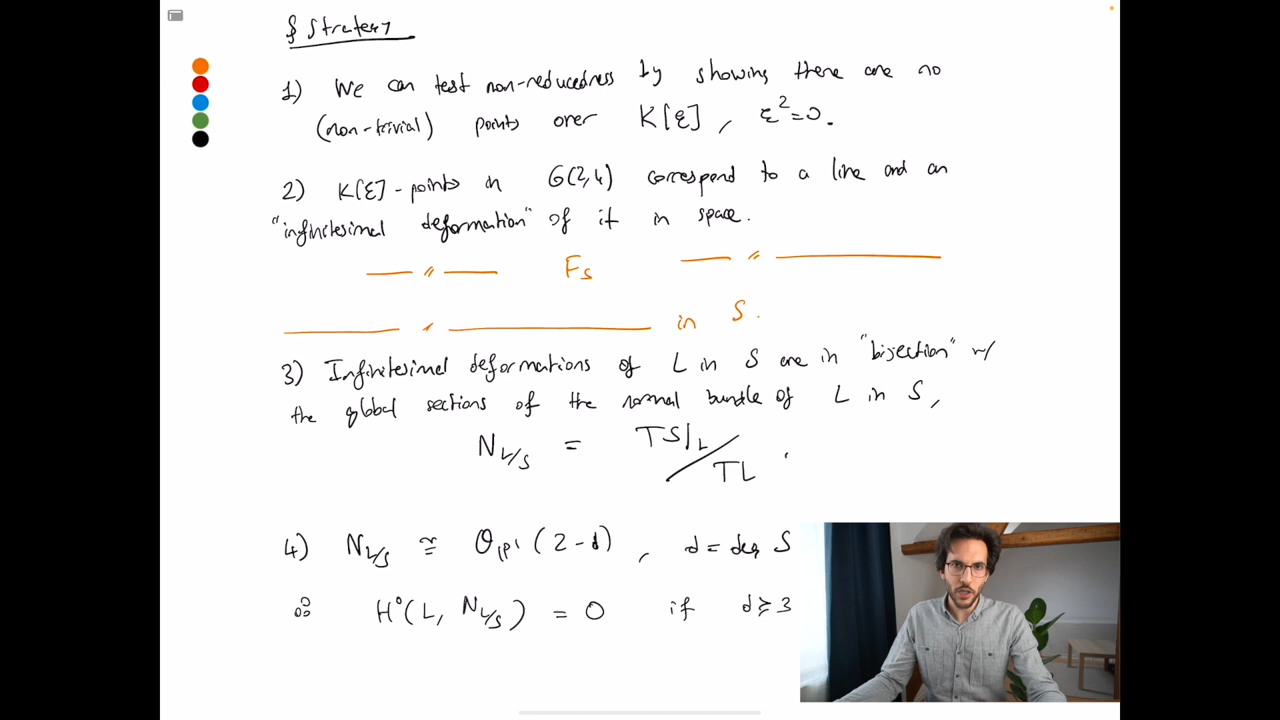 § Strategy
1) We can test non-reducedness by showing there are no
(non-trivial) points over K[ε], ε²=0.
2) K[ε]-points in G(2,4) correspond to a line and an
"infinitesimal deformation" of it in space.
— " — F_S — " —
— " — in S.
3) Infinitesimal deformations of L in S are in "bijection" w/
the global sections of the normal bundle of L in S,
N_{L/S} = TS|_L / TL.
4) N_{L/S} ≅ O_{ℙ¹}(2-d), d = deg S
∴ H⁰(L, N_{L/S}) = 0 if d≥3